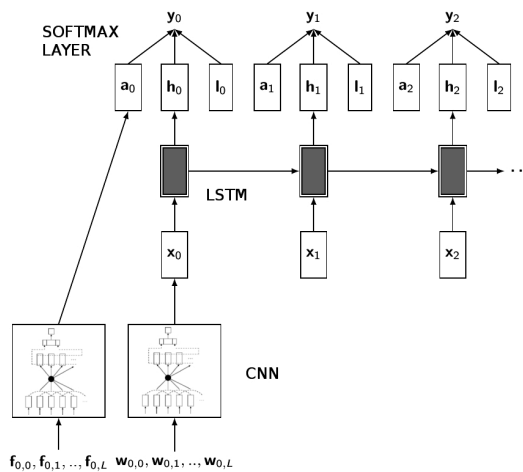 SOFTMAX
LAYER
y0 y1 y2
a0 h0 l0 a1 h1 l1 a2 h2 l2
LSTM
x0 x1 x2
CNN
f0,0, f0,1, .., f0,L w0,0, w0,1, .., w0,L